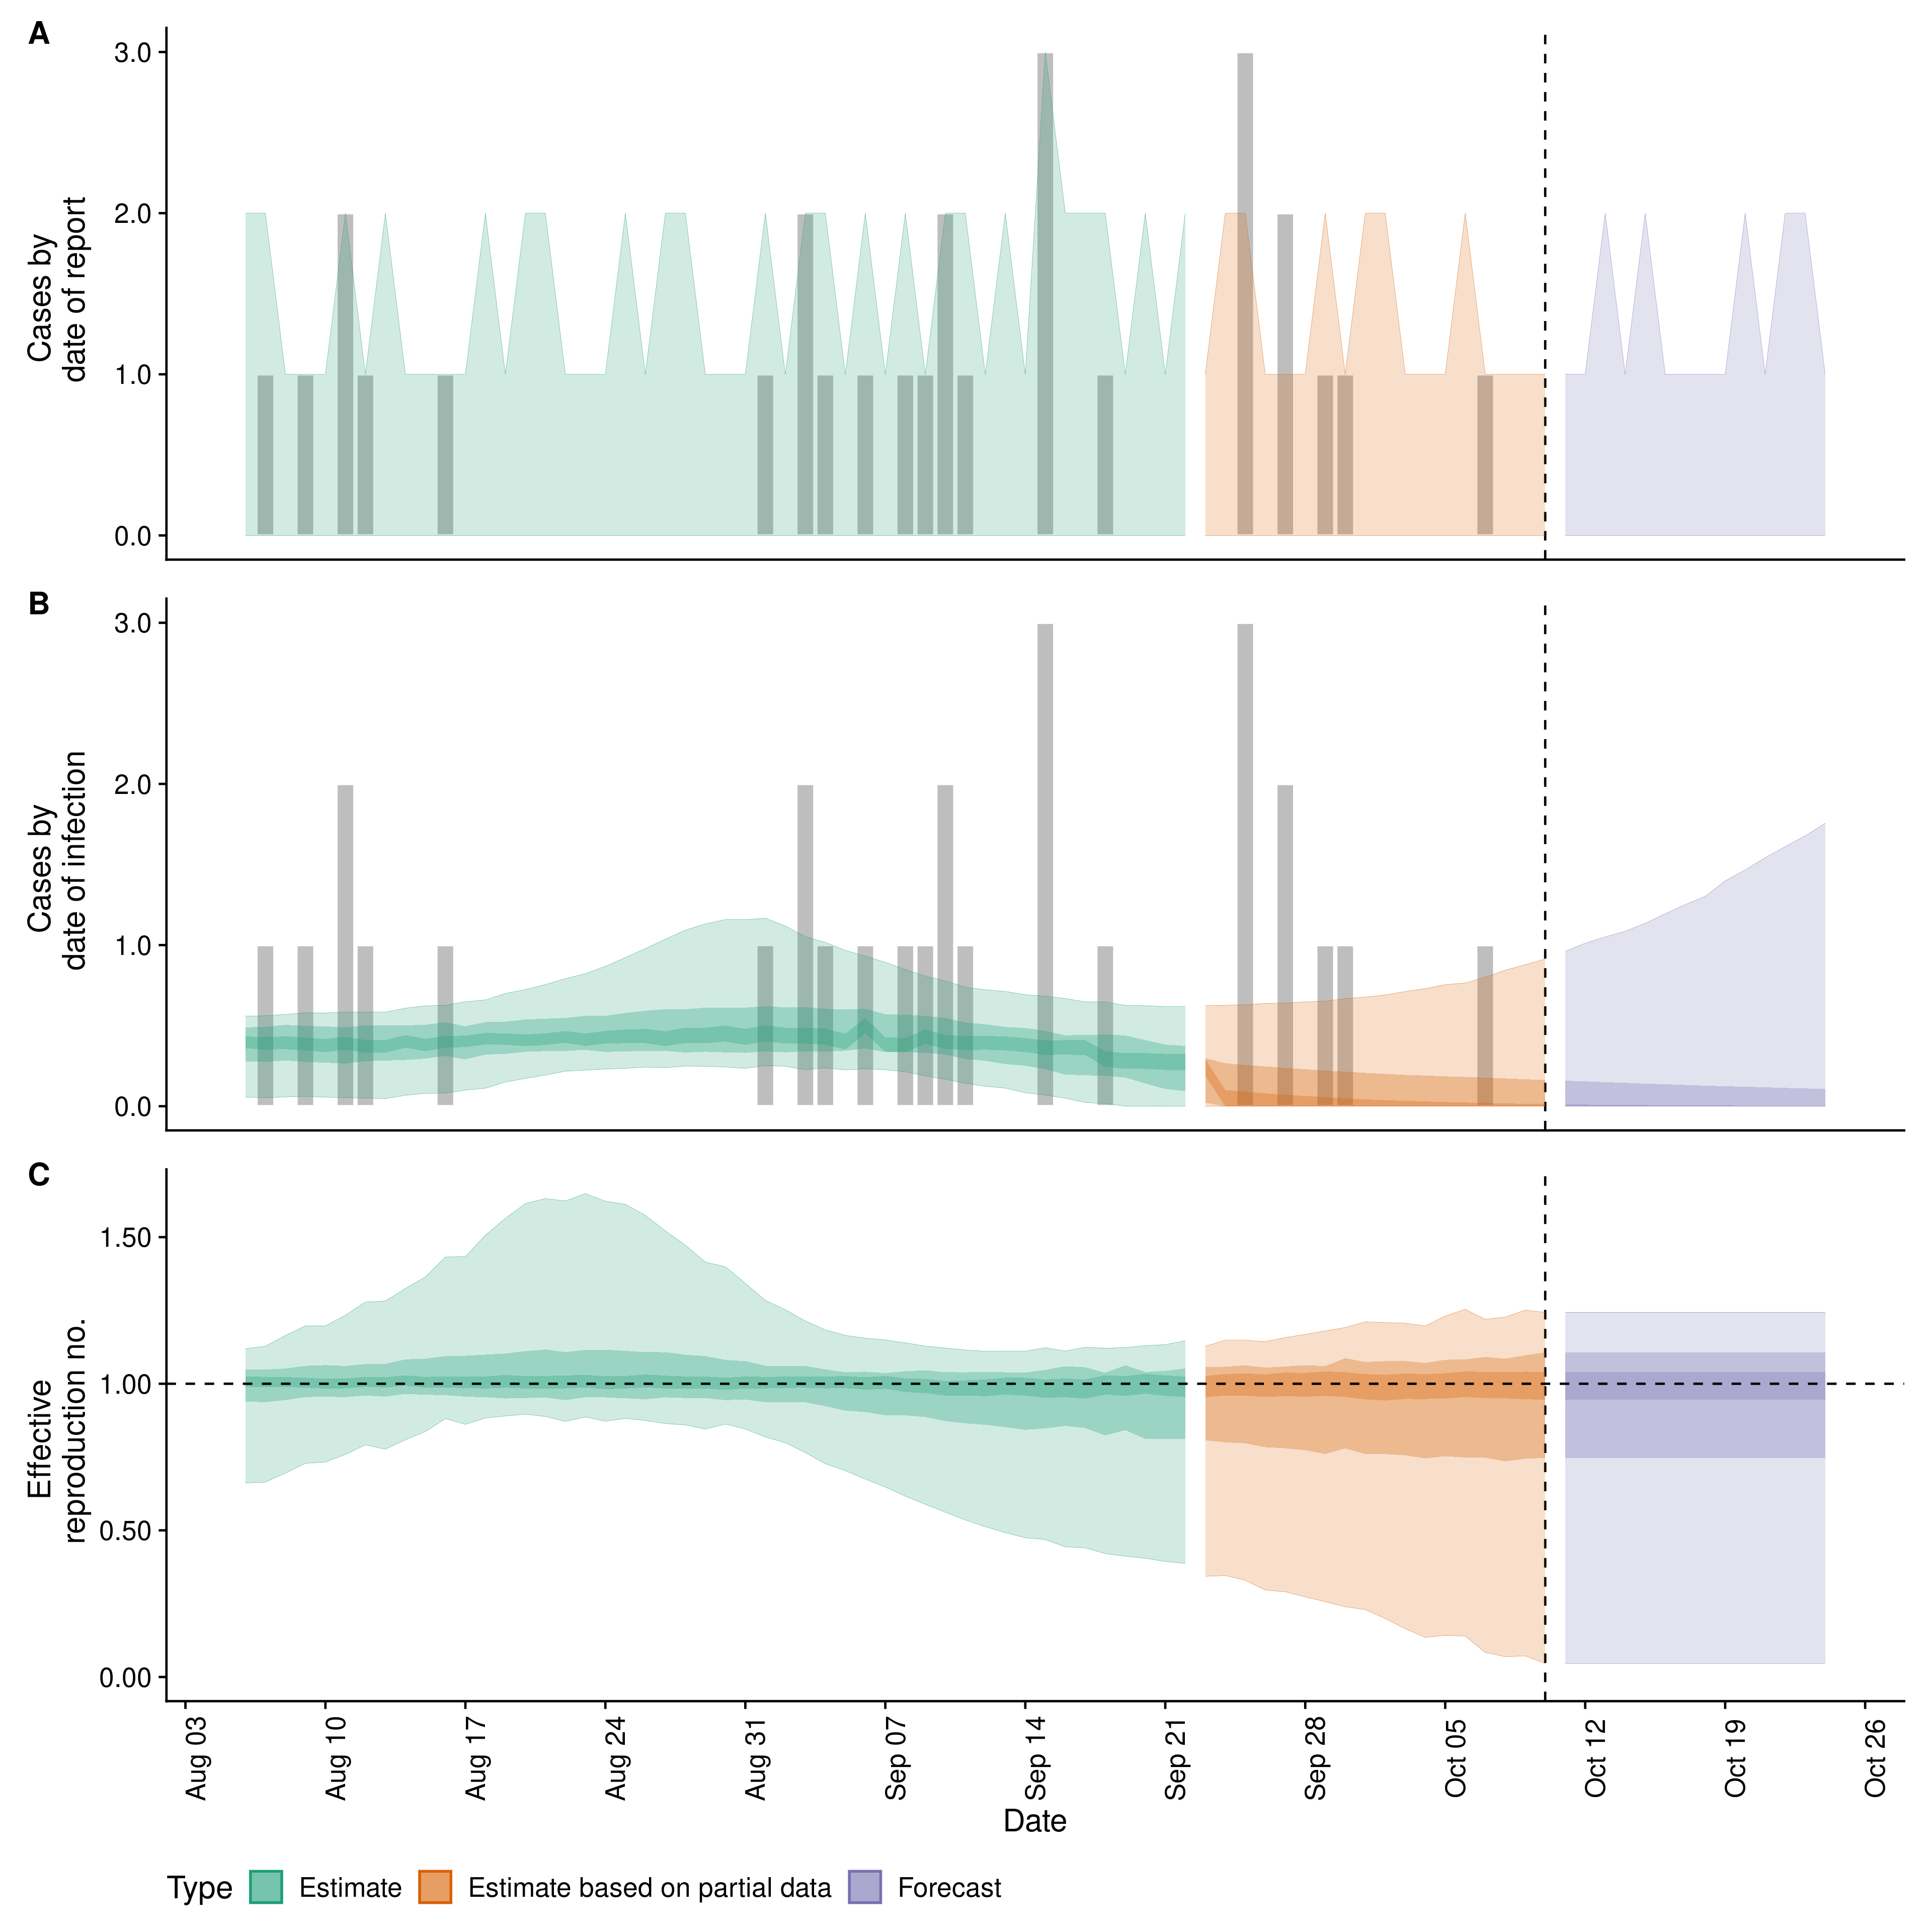 A
Cases by
date of report
3.0
2.0
1.0
0.0
B
Cases by
date of infection
3.0
2.0
1.0
0.0
C
Effective
reproduction no.
1.50
1.00
0.50
0.00
Aug 03
Aug 10
Aug 17
Aug 24
Aug 31
Sep 07
Sep 14
Sep 21
Sep 28
Oct 05
Oct 12
Oct 19
Oct 26
Date
Type Estimate Estimate based on partial data Forecast